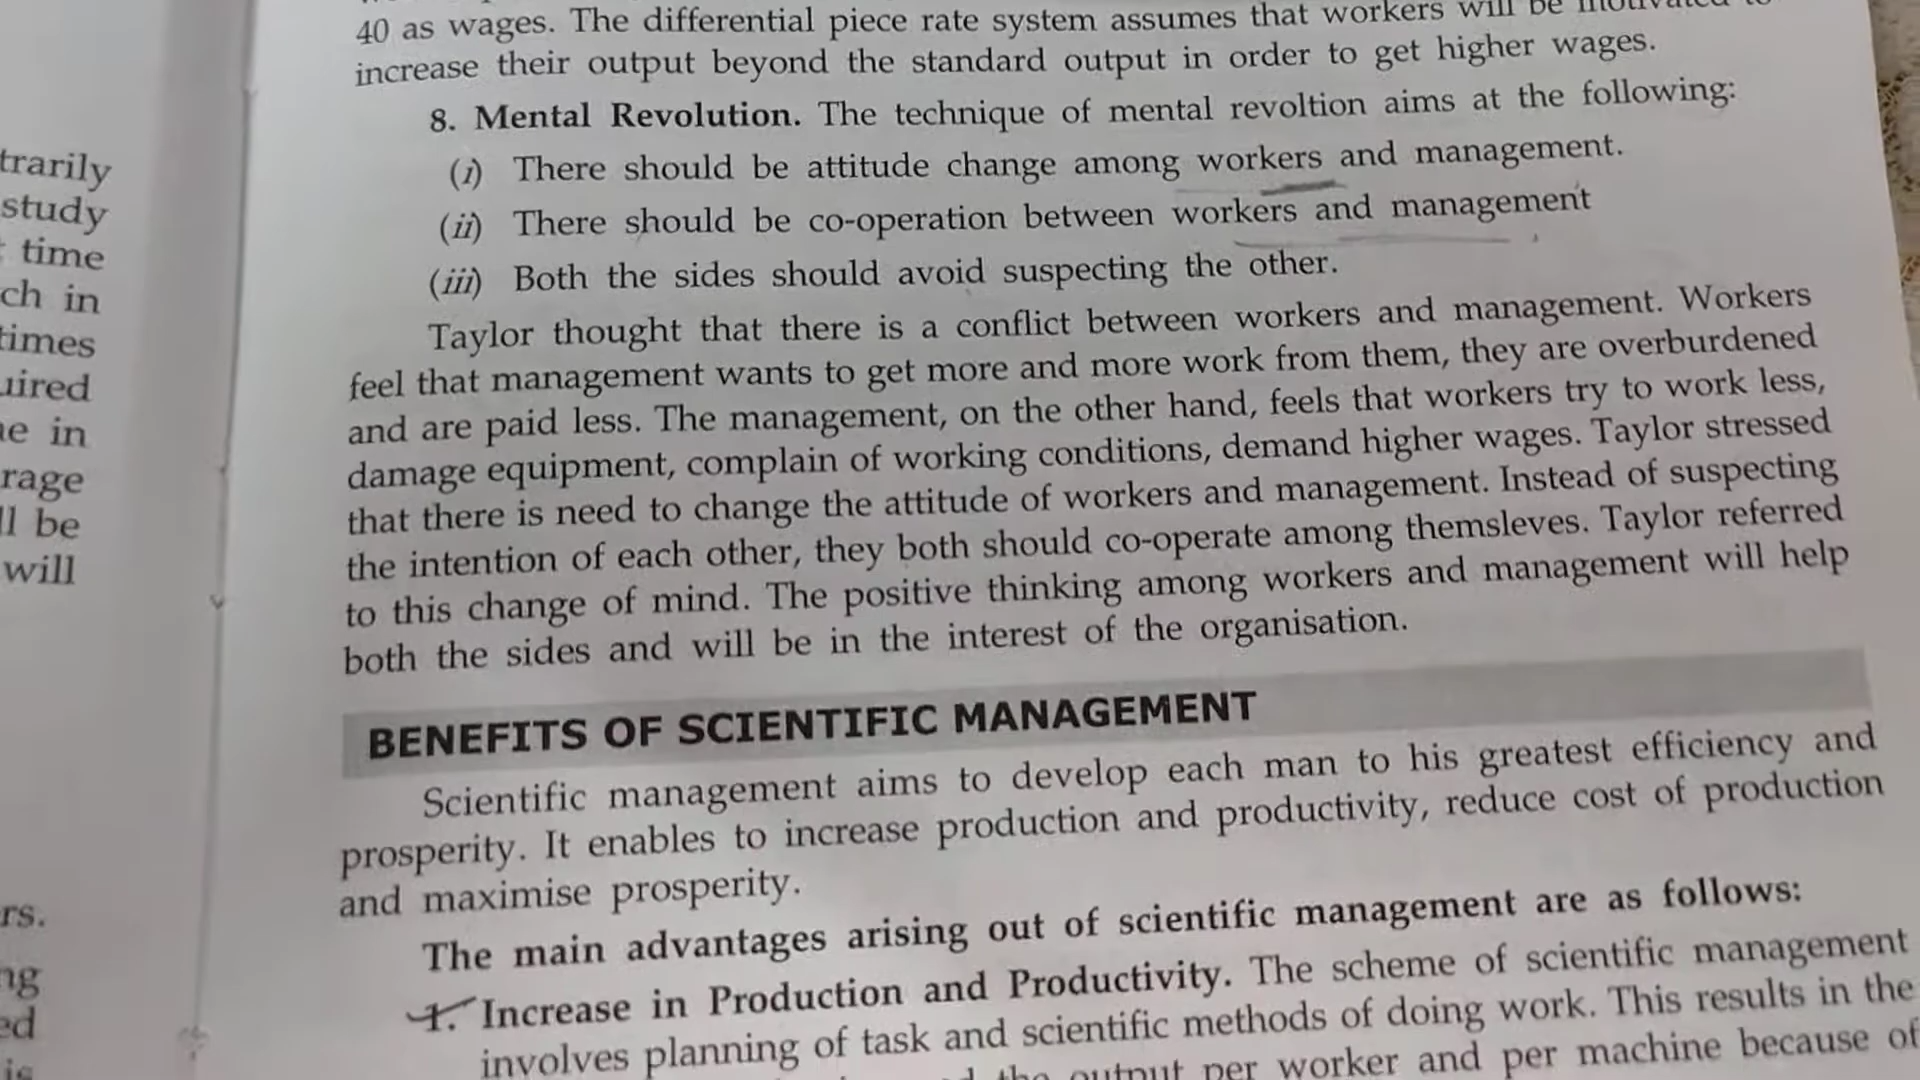 trarily
study
time
ch in
times
uired
e in
rage
ll be
will
rs.
ng
ed
is
40 as wages. The differential piece rate system assumes that workers will be
increase their output beyond the standard output in order to get higher wages.
8. Mental Revolution. The technique of mental revoltion aims at the following:
(i) There should be attitude change among workers and management.
(ii) There should be co-operation between workers and management
(iii) Both the sides should avoid suspecting the other.
Taylor thought that there is a conflict between workers and management. Workers
feel that management wants to get more and more work from them, they are overburdened
and are paid less. The management, on the other hand, feels that workers try to work less,
damage equipment, complain of working conditions, demand higher wages. Taylor stressed
that there is need to change the attitude of workers and management. Instead of suspecting
the intention of each other, they both should co-operate among themsleves. Taylor referred
to this change of mind. The positive thinking among workers and management will help
both the sides and will be in the interest of the organisation.
BENEFITS OF SCIENTIFIC MANAGEMENT
Scientific management aims to develop each man to his greatest efficiency and
prosperity. It enables to increase production and productivity, reduce cost of production
and maximise prosperity.
The main advantages arising out of scientific management are as follows:
1. Increase in Production and Productivity. The scheme of scientific management
involves planning of task and scientific methods of doing work. This results in the
the output per worker and per machine because of